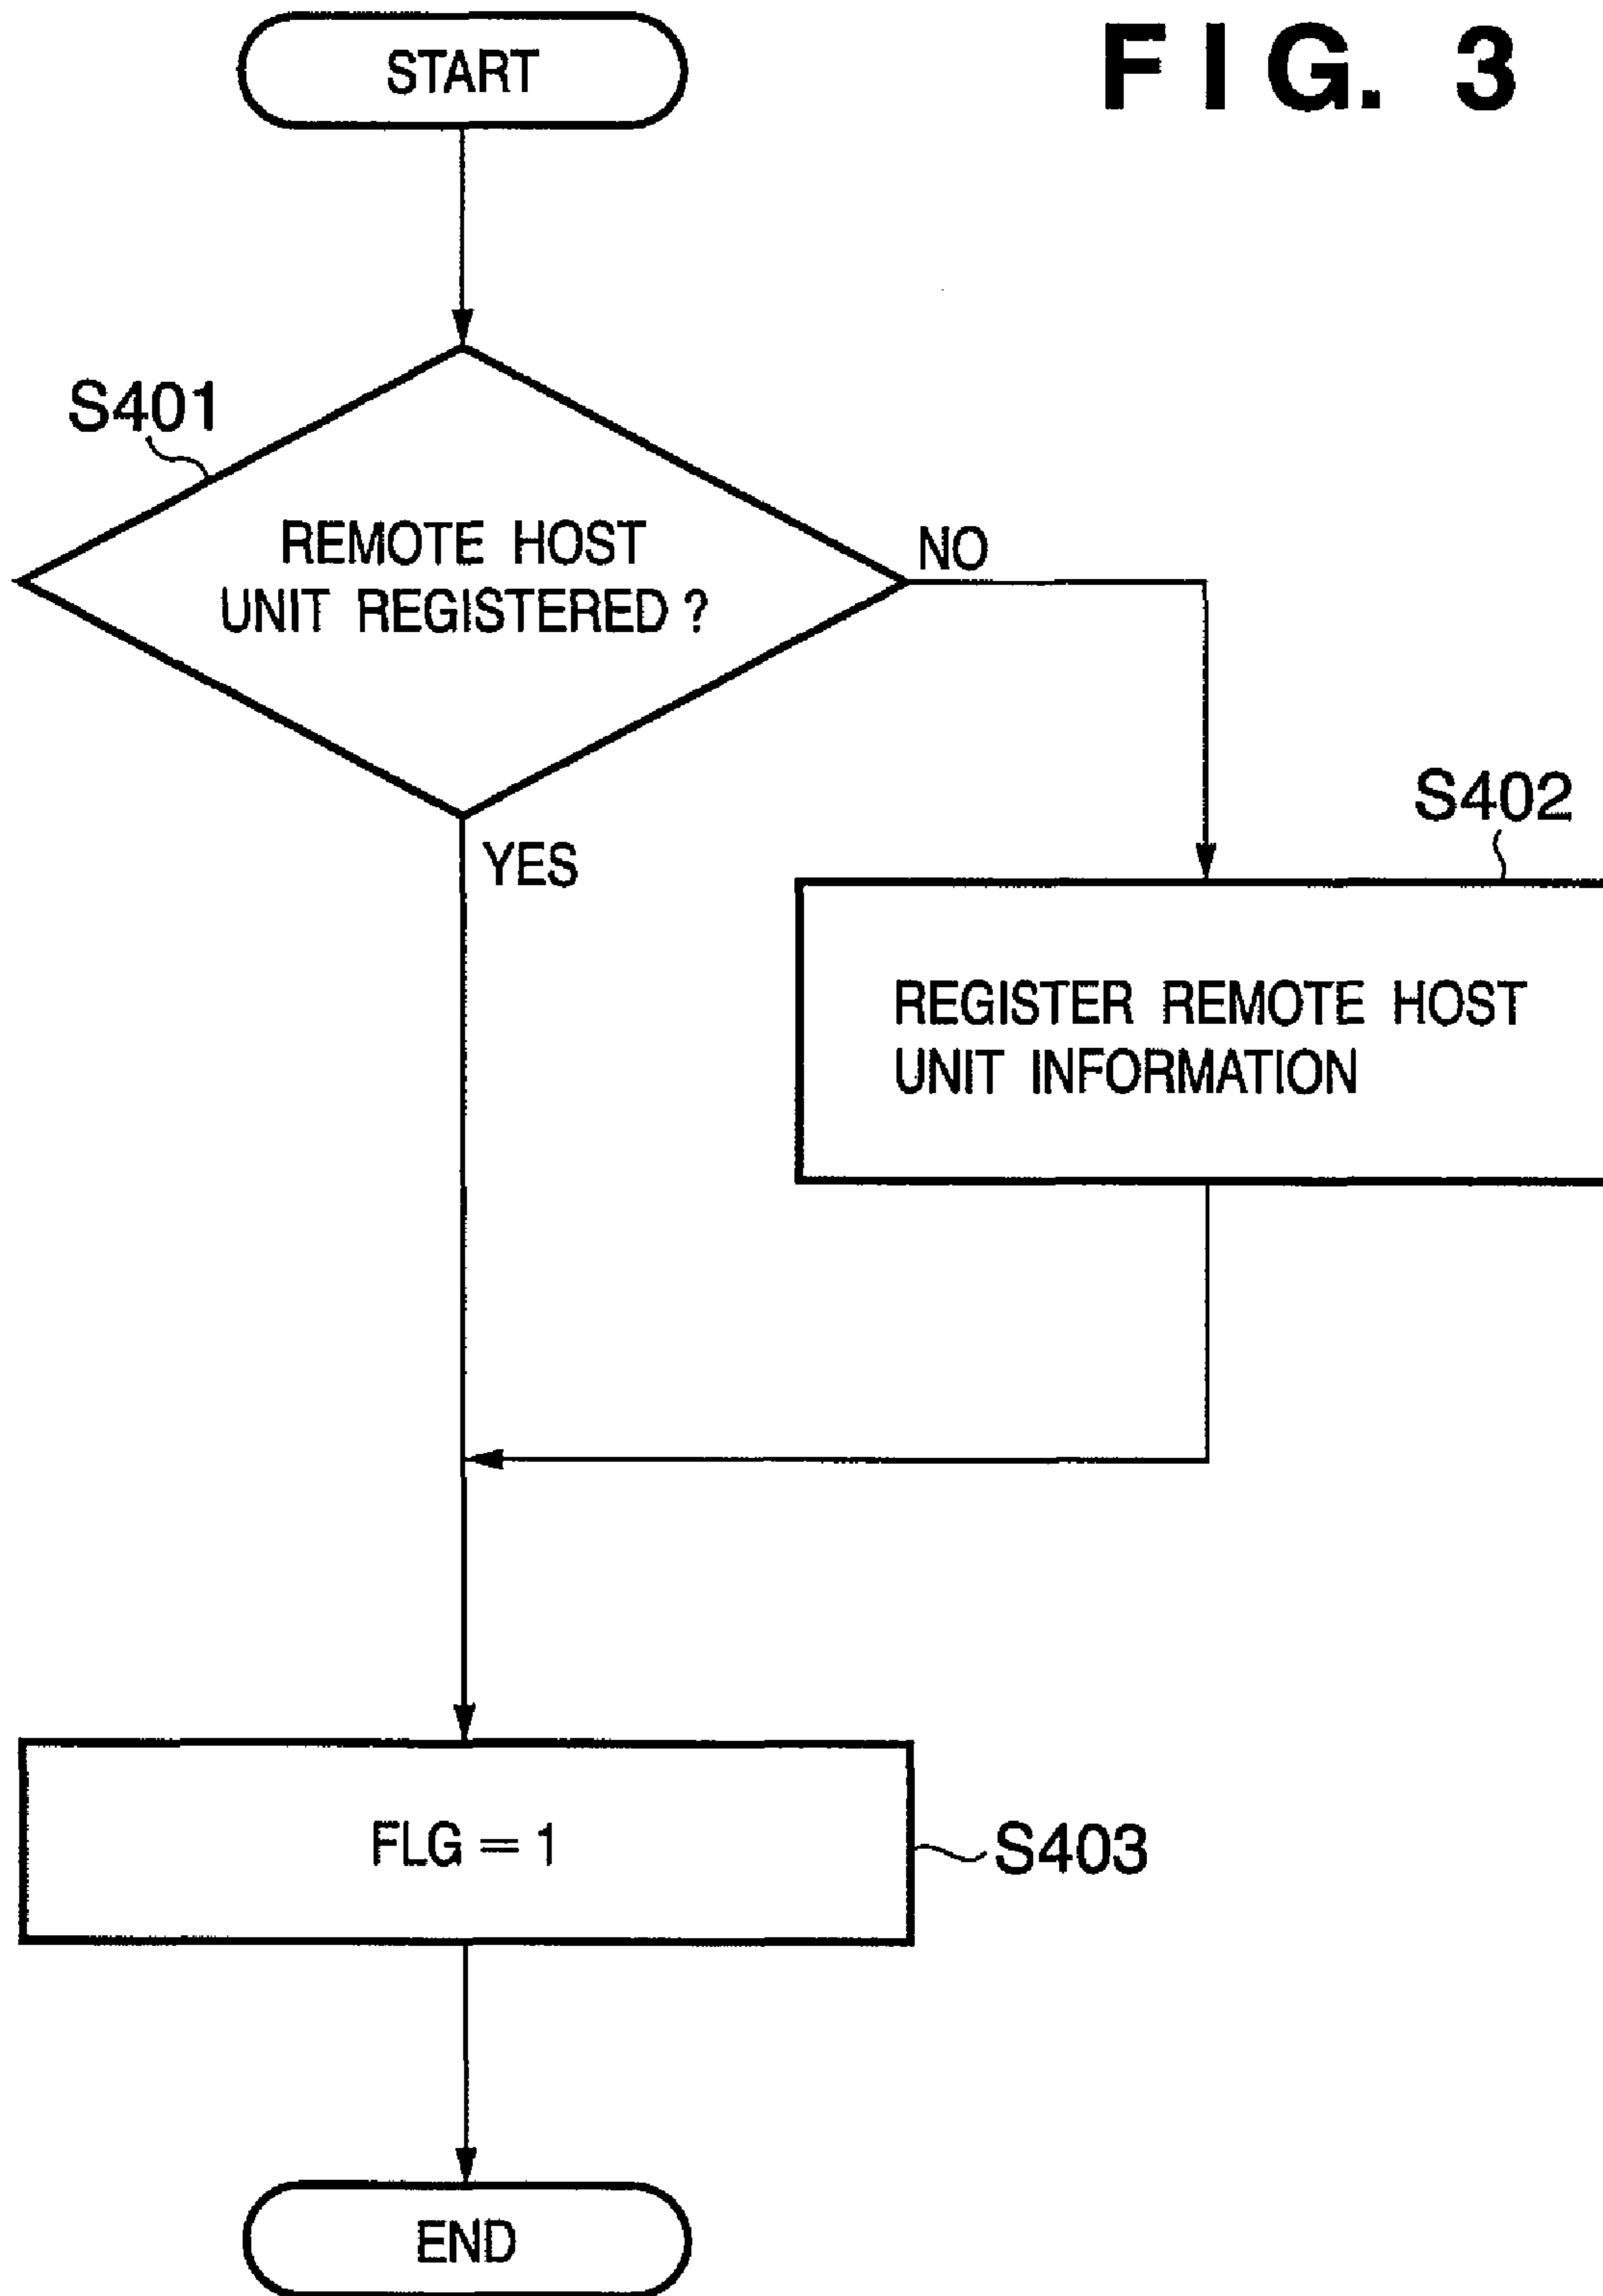 FIG. 3
START
S401
REMOTE HOST
UNIT REGISTERED ?
NO
YES
S402
REGISTER REMOTE HOST
UNIT INFORMATION
FLG = 1
S403
END